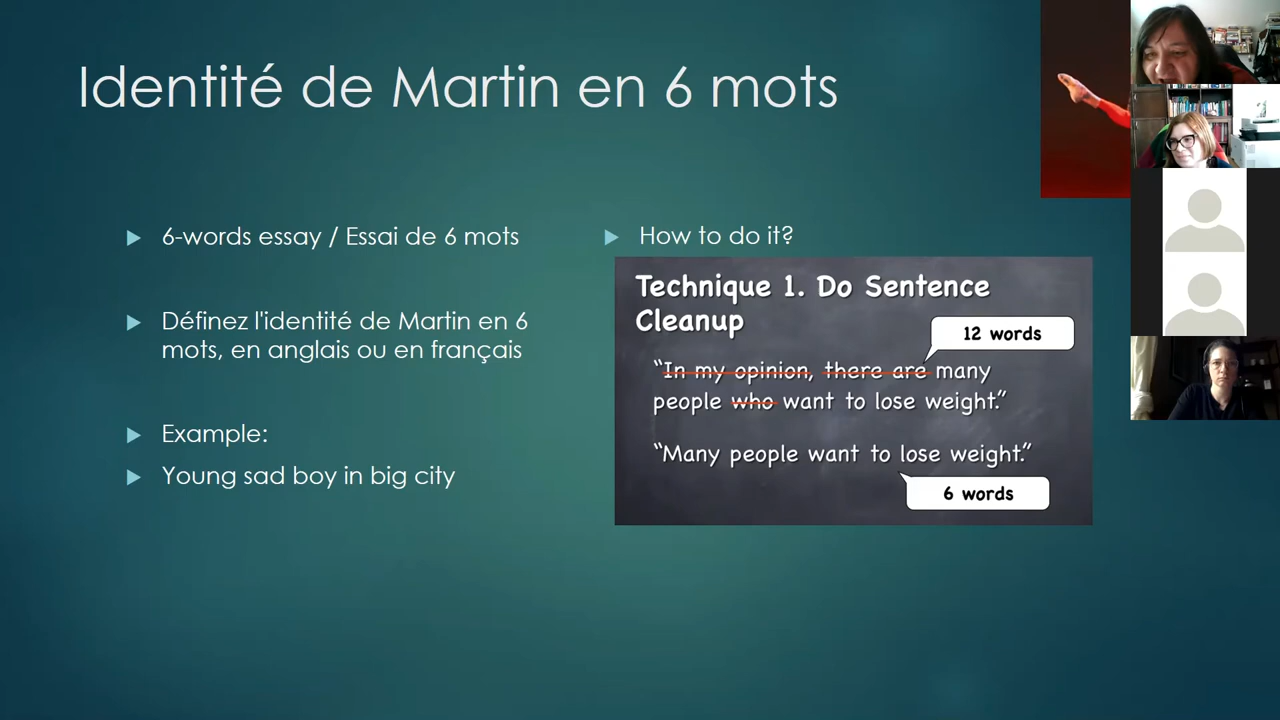 Identité de Martin en 6 mots
6-words essay / Essai de 6 mots
Définez l'identité de Martin en 6
mots, en anglais ou en français
Example:
Young sad boy in big city
How to do it?
Technique 1. Do Sentence
Cleanup
12 words
“In my opinion, there are many
people who want to lose weight.”
“Many people want to lose weight.”
6 words